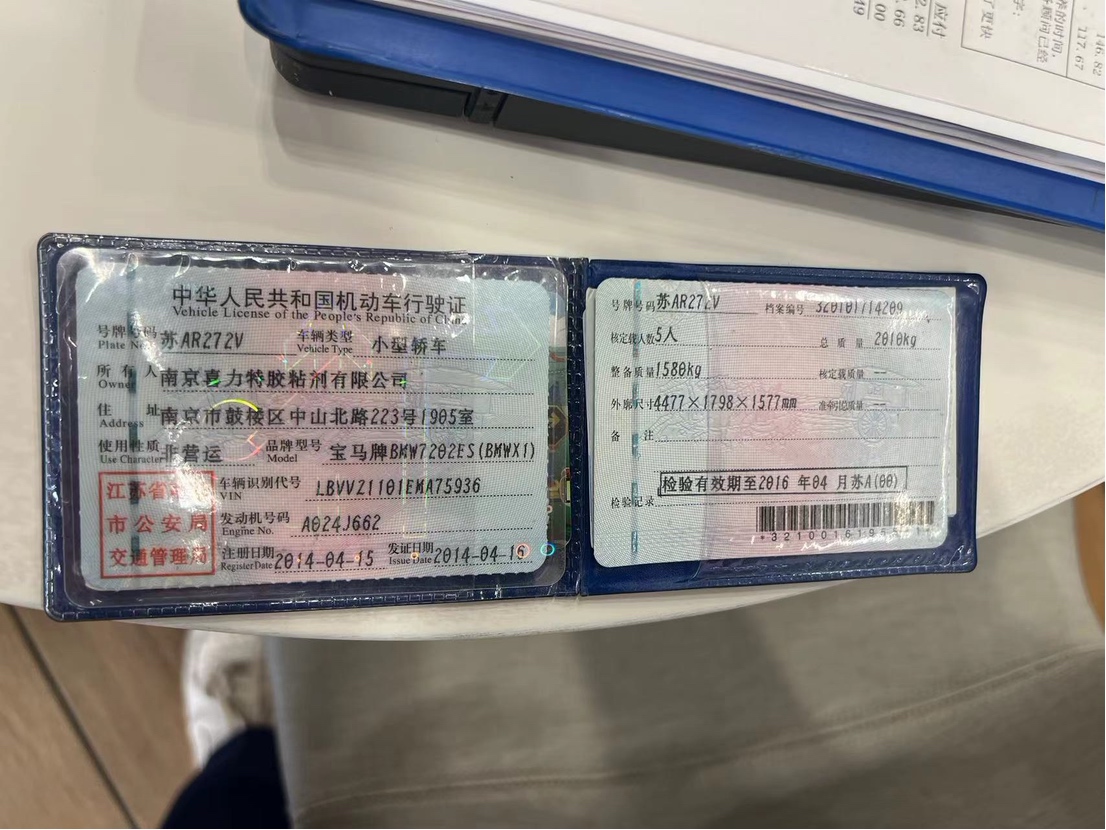 中华人民共和国机动车行驶证
Vehicle License of the People's Republic of China
号牌号码 苏AR272V 车辆类型 小型轿车
Plate No. Vehicle Type
所有人 南京喜力特胶粘剂有限公司
Owner
住址 南京市鼓楼区中山北路223号1905室
Address
使用性质 非营运 品牌型号 宝马牌BMW7202ES(BMWX1)
Use Character Model
江苏省
市公安局
交通管理局
车辆识别代号 LBVVZ1101EMA75936
VIN
发动机号码 A024J662
Engine No.
注册日期 2014-04-15 发证日期 2014-04-16
Register Date Issue Date
号牌号码 苏AR272V 档案编号
核定载人数 5人 总质量 2010kg
整备质量 1580kg 核定载质量 —
外廓尺寸 4477×1798×1577mm 准牵引总质量 —
备注
检验记录 检验有效期至2016年04月苏A(00)
146.82
117.67
应付